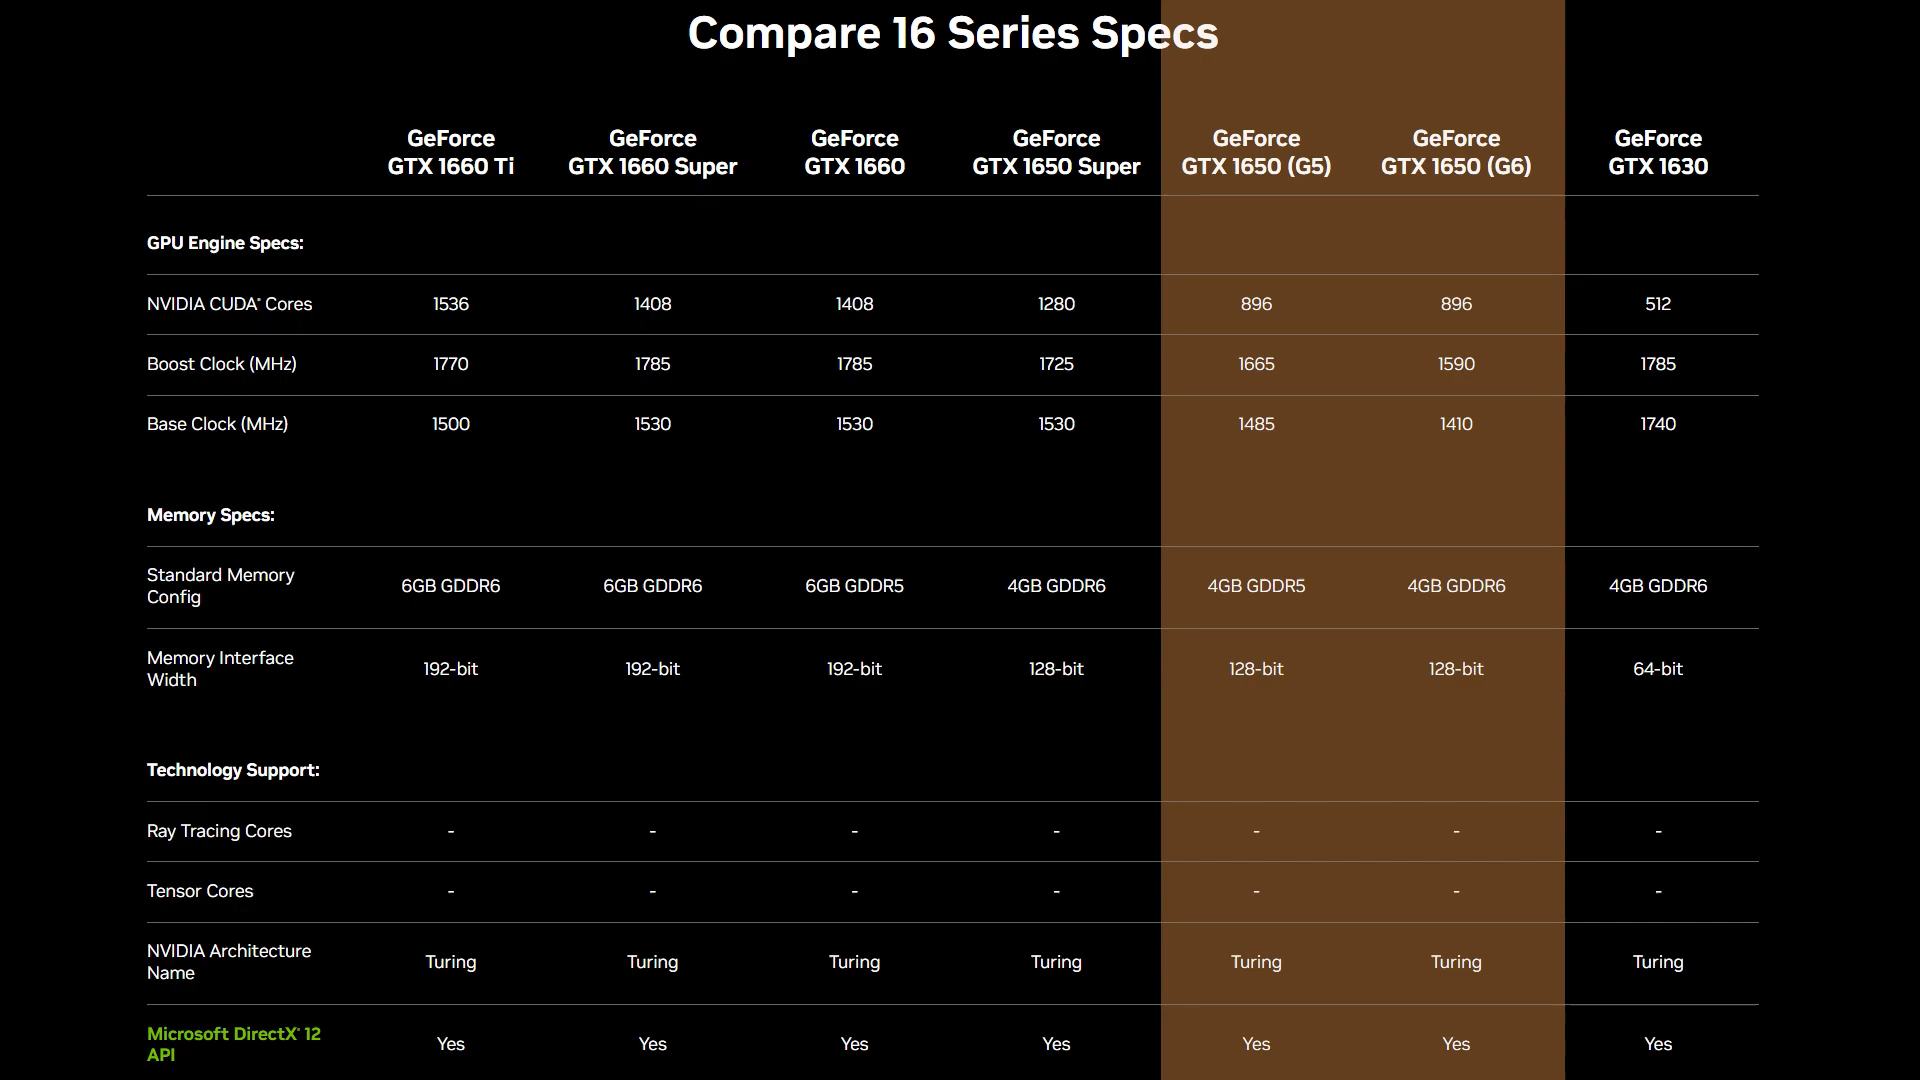 Compare 16 Series Specs
GeForce GTX 1660 Ti
GeForce GTX 1660 Super
GeForce GTX 1660
GeForce GTX 1650 Super
GeForce GTX 1650 (G5)
GeForce GTX 1650 (G6)
GeForce GTX 1630
GPU Engine Specs:
NVIDIA CUDA® Cores 1536 1408 1408 1280 896 896 512
Boost Clock (MHz) 1770 1785 1785 1725 1665 1590 1785
Base Clock (MHz) 1500 1530 1530 1530 1485 1410 1740
Memory Specs:
Standard Memory Config 6GB GDDR6 6GB GDDR6 6GB GDDR5 4GB GDDR6 4GB GDDR5 4GB GDDR6 4GB GDDR6
Memory Interface Width 192-bit 192-bit 192-bit 128-bit 128-bit 128-bit 64-bit
Technology Support:
Ray Tracing Cores - - - - - - -
Tensor Cores - - - - - - -
NVIDIA Architecture Name Turing Turing Turing Turing Turing Turing Turing
Microsoft DirectX® 12 API Yes Yes Yes Yes Yes Yes Yes